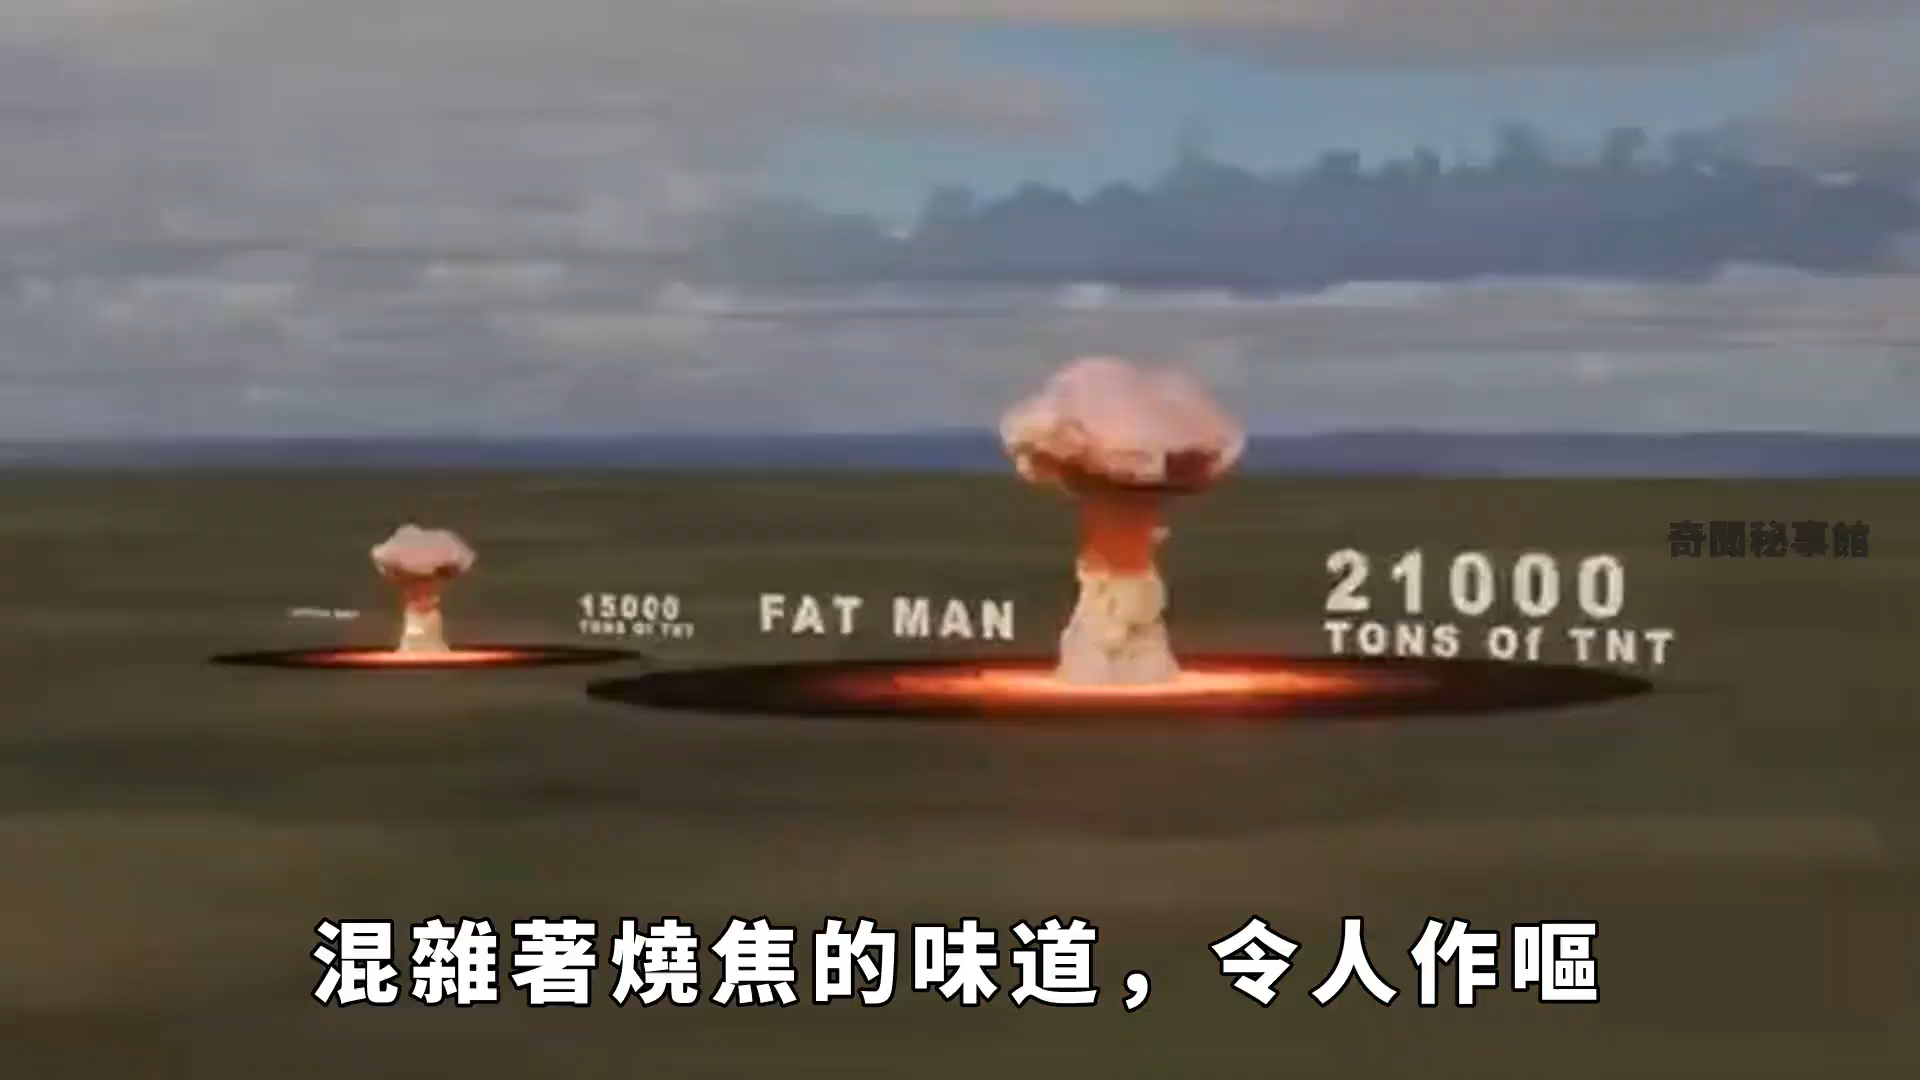 奇聞秘事館
15000
TONS Of TNT
FAT MAN
21000
TONS Of TNT
混雜著燒焦的味道，令人作嘔